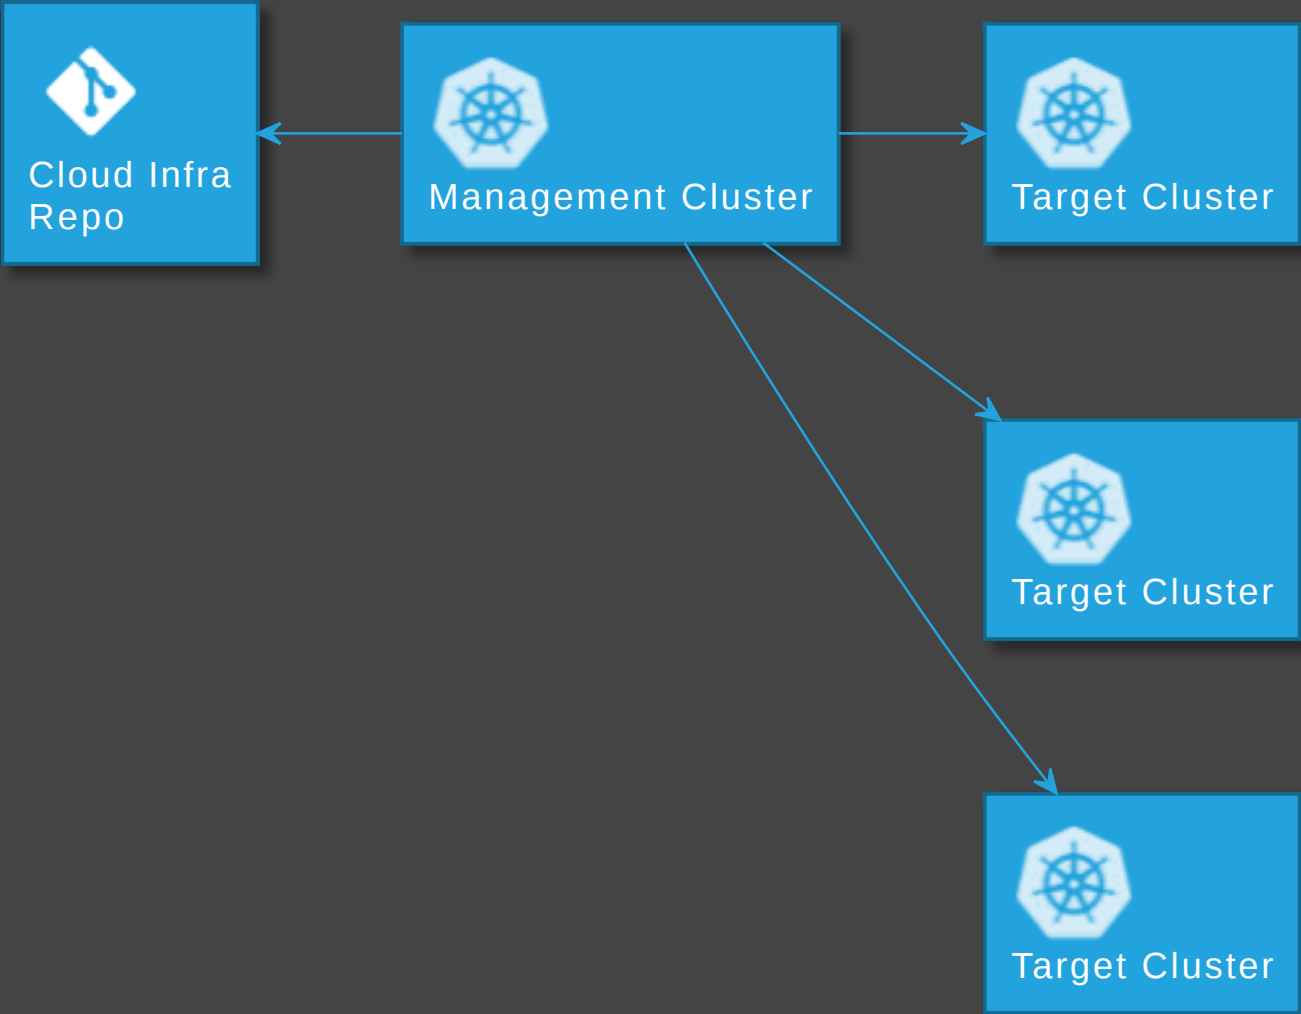 Cloud Infra
Repo
Management Cluster
Target Cluster
Target Cluster
Target Cluster